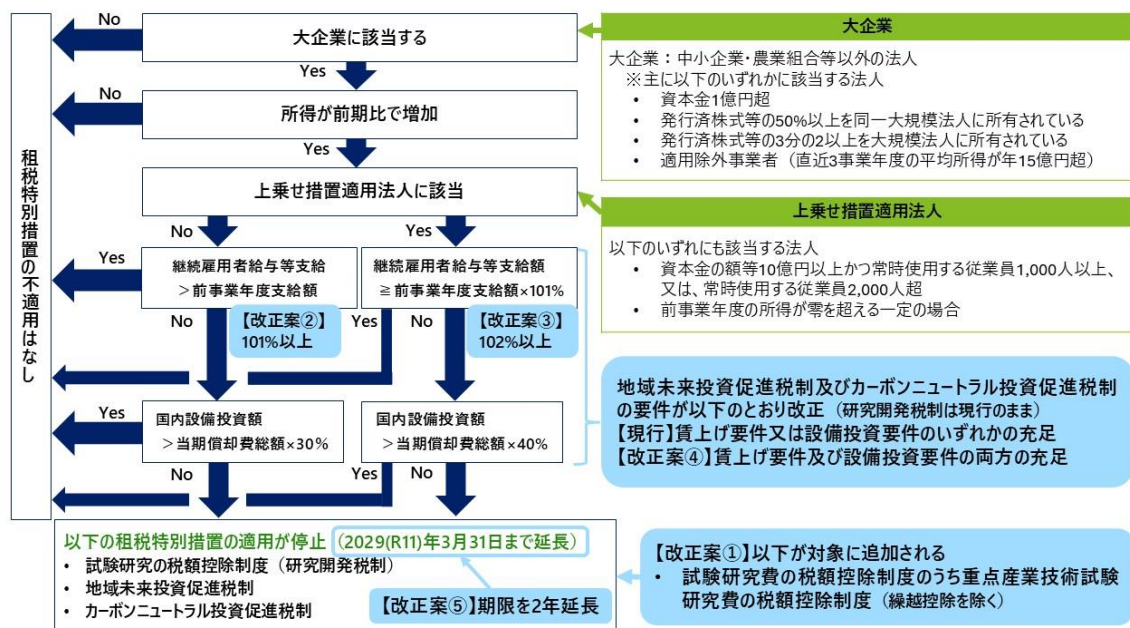 No
大企業に該当する
Yes
No
所得が前期比で増加
Yes
上乗せ措置適用法人に該当
No
Yes
Yes
継続雇用者給与等支給
>前事業年度支給額
継続雇用者給与等支給額
≧前事業年度支給額×101%
No
【改正案②】
101%以上
Yes
No
【改正案③】
102%以上
Yes
国内設備投資額
>当期償却費総額×30%
国内設備投資額
>当期償却費総額×40%
No
Yes
No
租税特別措置の不適用はなし
大企業
大企業：中小企業・農業組合等以外の法人
※主に以下のいずれかに該当する法人
• 資本金1億円超
• 発行済株式等の50%以上を同一大規模法人に所有されている
• 発行済株式等の3分の2以上を大規模法人に所有されている
• 適用除外事業者（直近3事業年度の平均所得が年15億円超）
上乗せ措置適用法人
以下のいずれにも該当する法人
• 資本金の額等10億円以上かつ常時使用する従業員1,000人以上、
又は、常時使用する従業員2,000人超
• 前事業年度の所得が零を超える一定の場合
地域未来投資促進税制及びカーボンニュートラル投資促進税制
の要件が以下のとおり改正（研究開発税制は現行のまま）
【現行】賃上げ要件又は設備投資要件のいずれかの充足
【改正案④】賃上げ要件及び設備投資要件の両方の充足
以下の租税特別措置の適用が停止（2029(R11)年3月31日まで延長）
• 試験研究の税額控除制度（研究開発税制）
• 地域未来投資促進税制
• カーボンニュートラル投資促進税制
【改正案⑤】期限を2年延長
【改正案①】以下が対象に追加される
• 試験研究費の税額控除制度のうち重点産業技術試験
研究費の税額控除制度（繰越控除を除く）